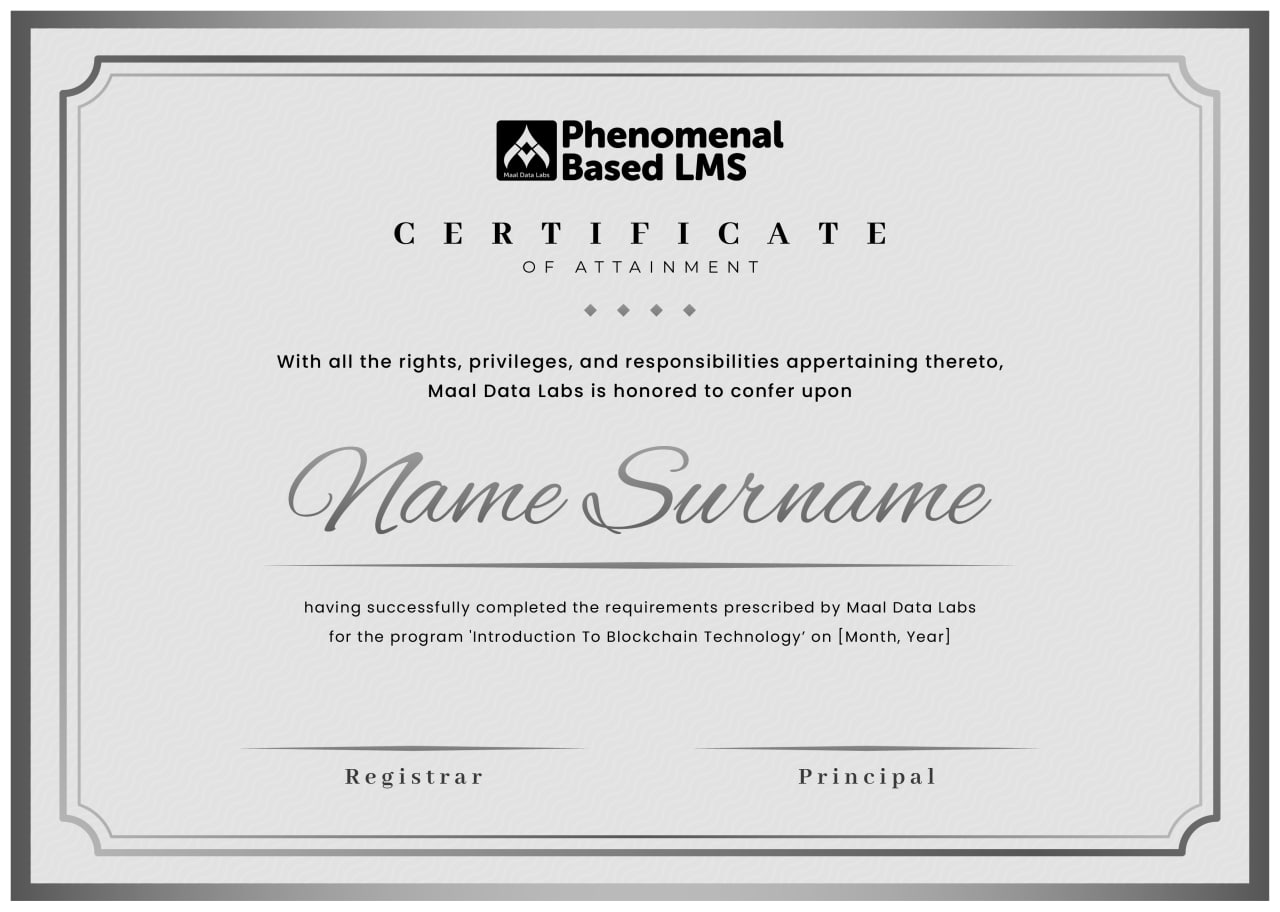 Maal Data Labs
Phenomenal
Based LMS
CERTIFICATE
OF ATTAINMENT
With all the rights, privileges, and responsibilities appertaining thereto,
Maal Data Labs is honored to confer upon
Name Surname
having successfully completed the requirements prescribed by Maal Data Labs
for the program 'Introduction To Blockchain Technology’ on [Month, Year]
Registrar
Principal